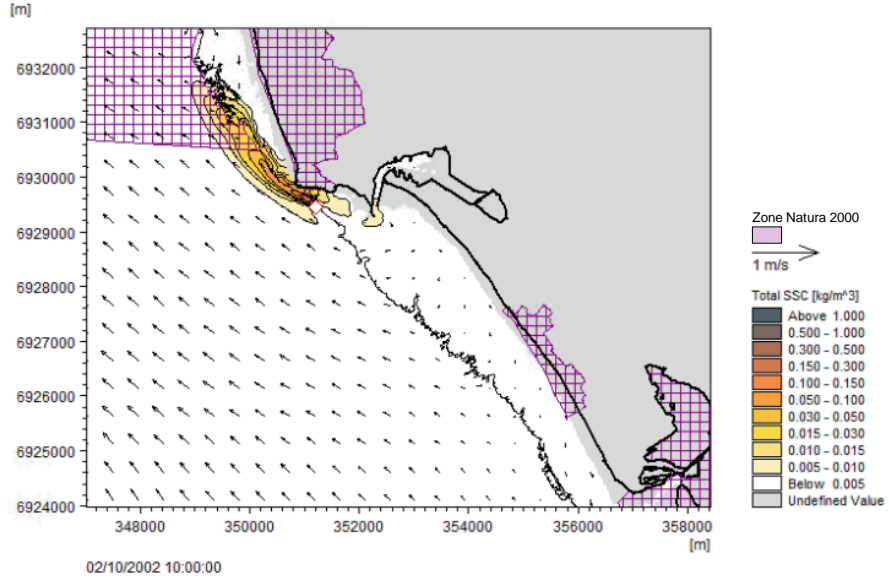 [m]
6932000
6931000
6930000
6929000
6928000
6927000
6926000
6925000
6924000
348000 350000 352000 354000 356000 358000
[m]
02/10/2002 10:00:00
Zone Natura 2000
1 m/s
Total SSC [kg/m^3]
Above 1.000
0.500 - 1.000
0.300 - 0.500
0.150 - 0.300
0.100 - 0.150
0.050 - 0.100
0.030 - 0.050
0.015 - 0.030
0.010 - 0.015
0.005 - 0.010
Below 0.005
Undefined Value